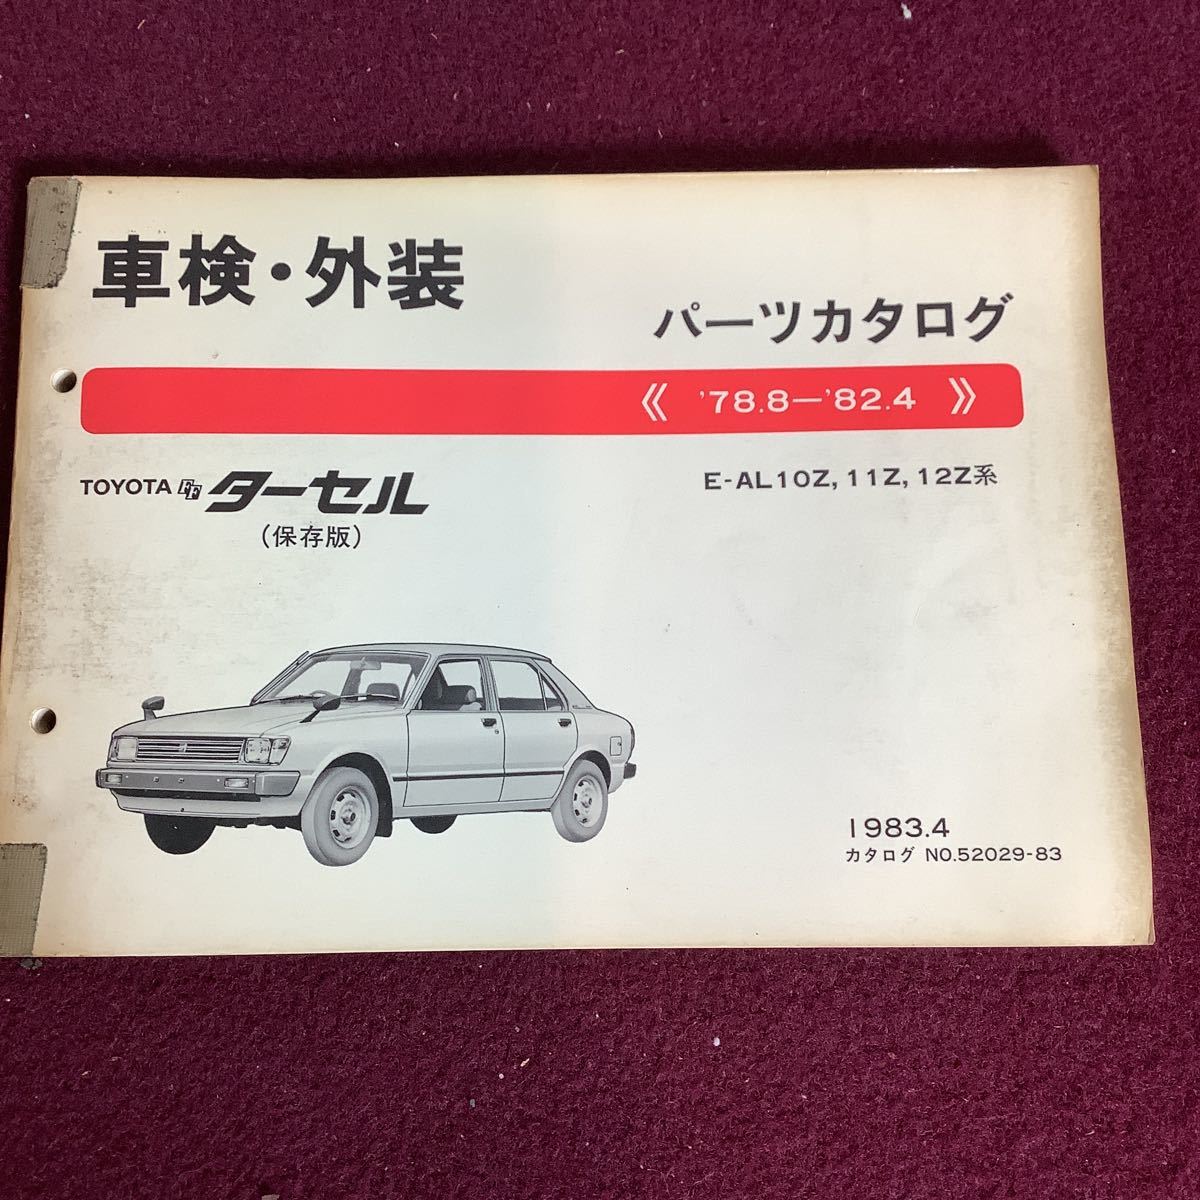 車検・外装
パーツカタログ
《 '78.8—'82.4 》
TOYOTA FF ターセル
(保存版)
E-AL10Z, 11Z, 12Z系
1983.4
カタログ NO.52029-83